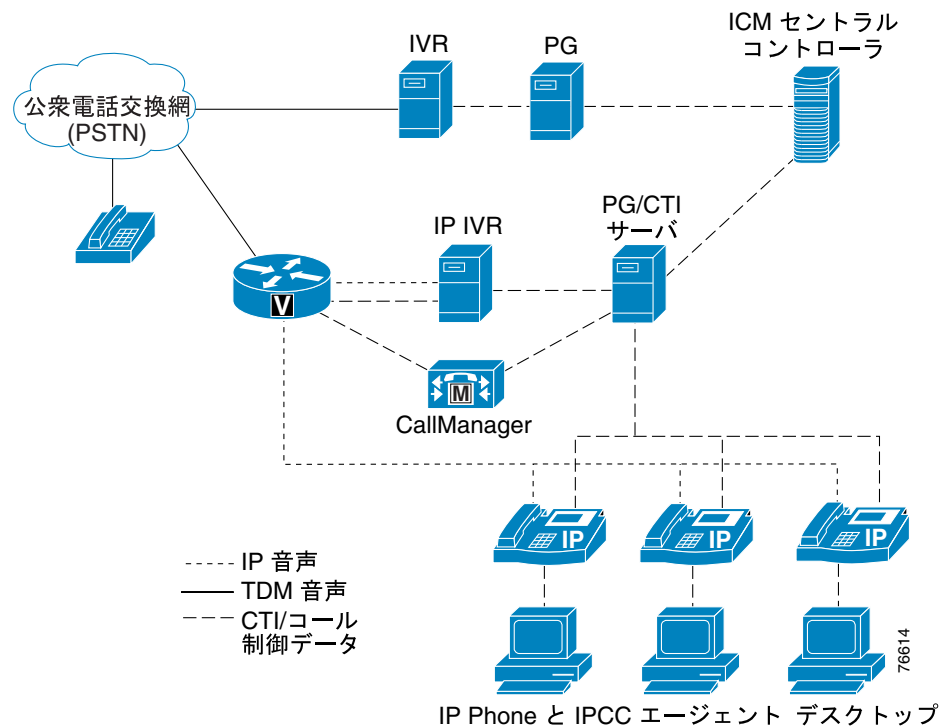 IVR
PG
ICM セントラル
コントローラ
公衆電話交換網
(PSTN)
IP IVR
PG/CTI
サーバ
V
M
CallManager
IP
IP
IP
IP 音声
TDM 音声
CTI/コール
制御データ
76614
IP Phone と IPCC エージェント デスクトップ